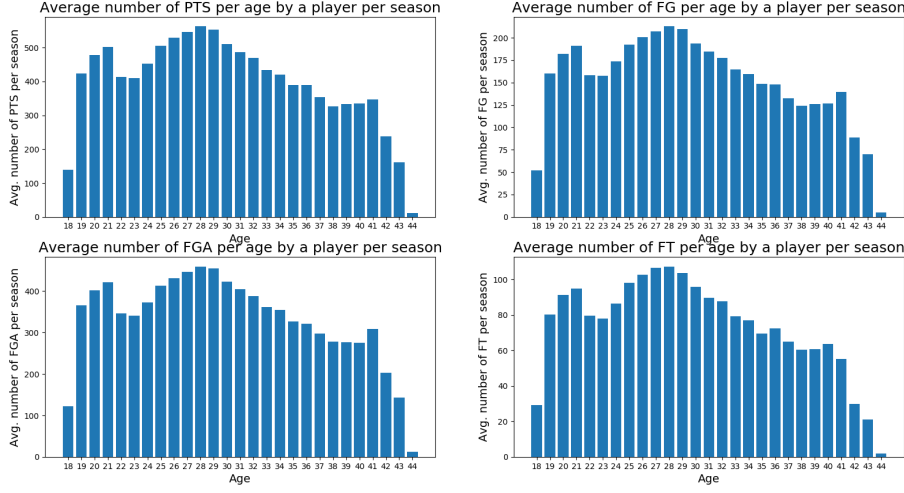 Average number of PTS per age by a player per season
Avg. number of PTS per season
500
400
300
200
100
0
18 19 20 21 22 23 24 25 26 27 28 29 30 31 32 33 34 35 36 37 38 39 40 41 42 43 44
Age
Average number of FG per age by a player per season
Avg. number of FG per season
200
175
150
125
100
75
50
25
0
18 19 20 21 22 23 24 25 26 27 28 29 30 31 32 33 34 35 36 37 38 39 40 41 42 43 44
Age
Average number of FGA per age by a player per season
Avg. number of FGA per season
400
300
200
100
0
18 19 20 21 22 23 24 25 26 27 28 29 30 31 32 33 34 35 36 37 38 39 40 41 42 43 44
Age
Average number of FT per age by a player per season
Avg. number of FT per season
100
80
60
40
20
0
18 19 20 21 22 23 24 25 26 27 28 29 30 31 32 33 34 35 36 37 38 39 40 41 42 43 44
Age